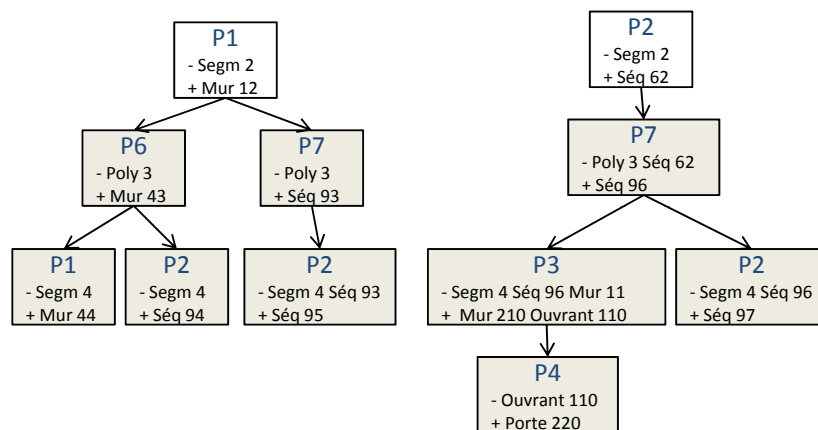 P1
- Segm 2
+ Mur 12
P6
- Poly 3
+ Mur 43
P7
- Poly 3
+ Séq 93
P1
- Segm 4
+ Mur 44
P2
- Segm 4
+ Séq 94
P2
- Segm 4 Séq 93
+ Séq 95
P2
- Segm 2
+ Séq 62
P7
- Poly 3 Séq 62
+ Séq 96
P3
- Segm 4 Séq 96 Mur 11
+ Mur 210 Ouvrant 110
P2
- Segm 4 Séq 96
+ Séq 97
P4
- Ouvrant 110
+ Porte 220